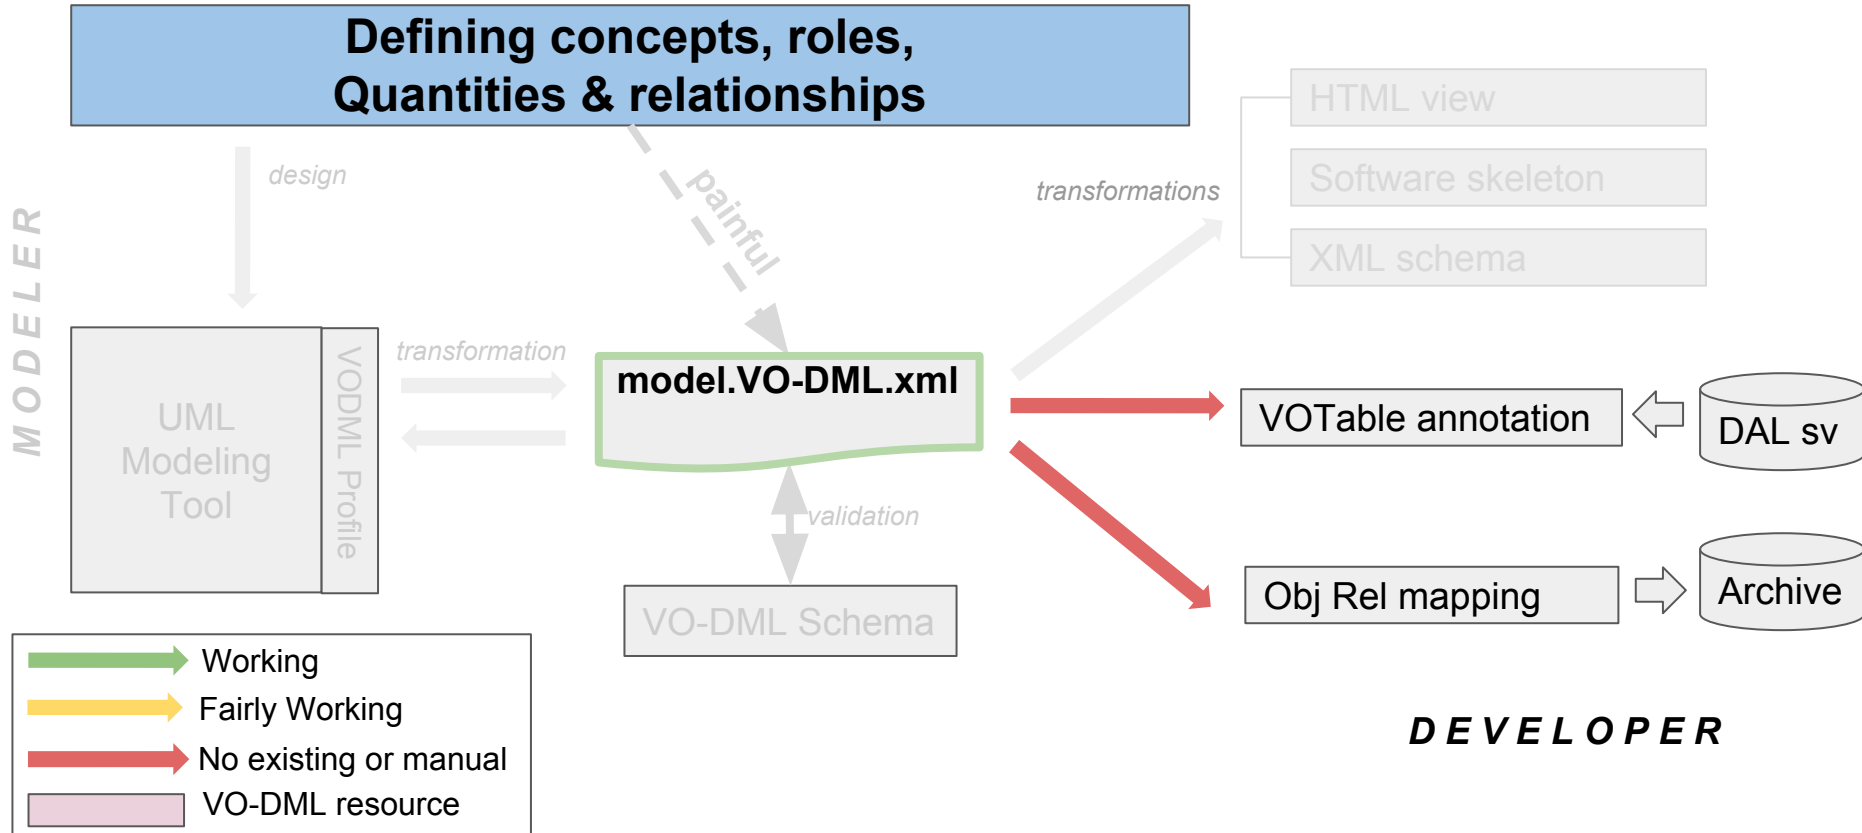 Defining concepts, roles,
Quantities & relationships
HTML view
Software skeleton
XML schema
design
painful
transformations
MODELER
UML
Modeling
Tool
VODML Profile
transformation
model.VO-DML.xml
VOTable annotation
DAL sv
validation
VO-DML Schema
Obj Rel mapping
Archive
Working
Fairly Working
No existing or manual
VO-DML resource
DEVELOPER